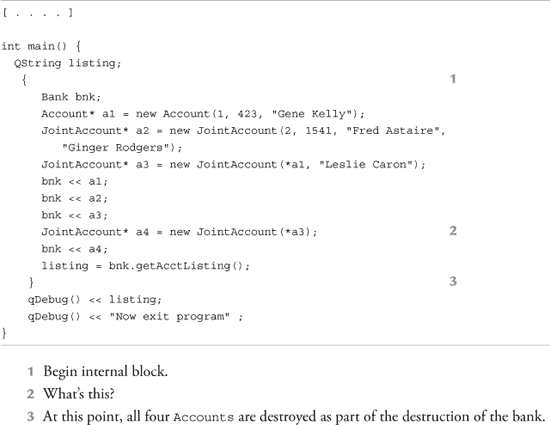 [ . . . . ]
int main() {
QString listing;
{ 1
Bank bnk;
Account* a1 = new Account(1, 423, "Gene Kelly");
JointAccount* a2 = new JointAccount(2, 1541, "Fred Astaire",
"Ginger Rodgers");
JointAccount* a3 = new JointAccount(*a1, "Leslie Caron");
bnk << a1;
bnk << a2;
bnk << a3;
JointAccount* a4 = new JointAccount(*a3); 2
bnk << a4;
listing = bnk.getAcctListing();
} 3
qDebug() << listing;
qDebug() << "Now exit program" ;
}
1 Begin internal block.
2 What's this?
3 At this point, all four Accounts are destroyed as part of the destruction of the bank.